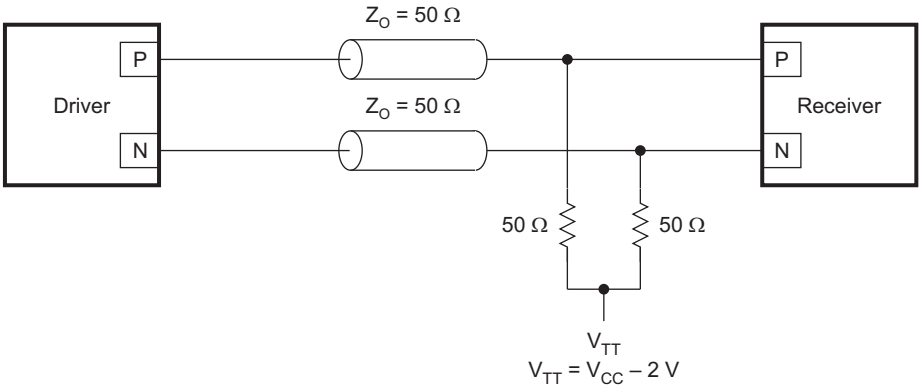 Z_O = 50 Ω
P
P
Driver
Z_O = 50 Ω
Receiver
N
N
50 Ω
50 Ω
V_TT
V_TT = V_CC – 2 V